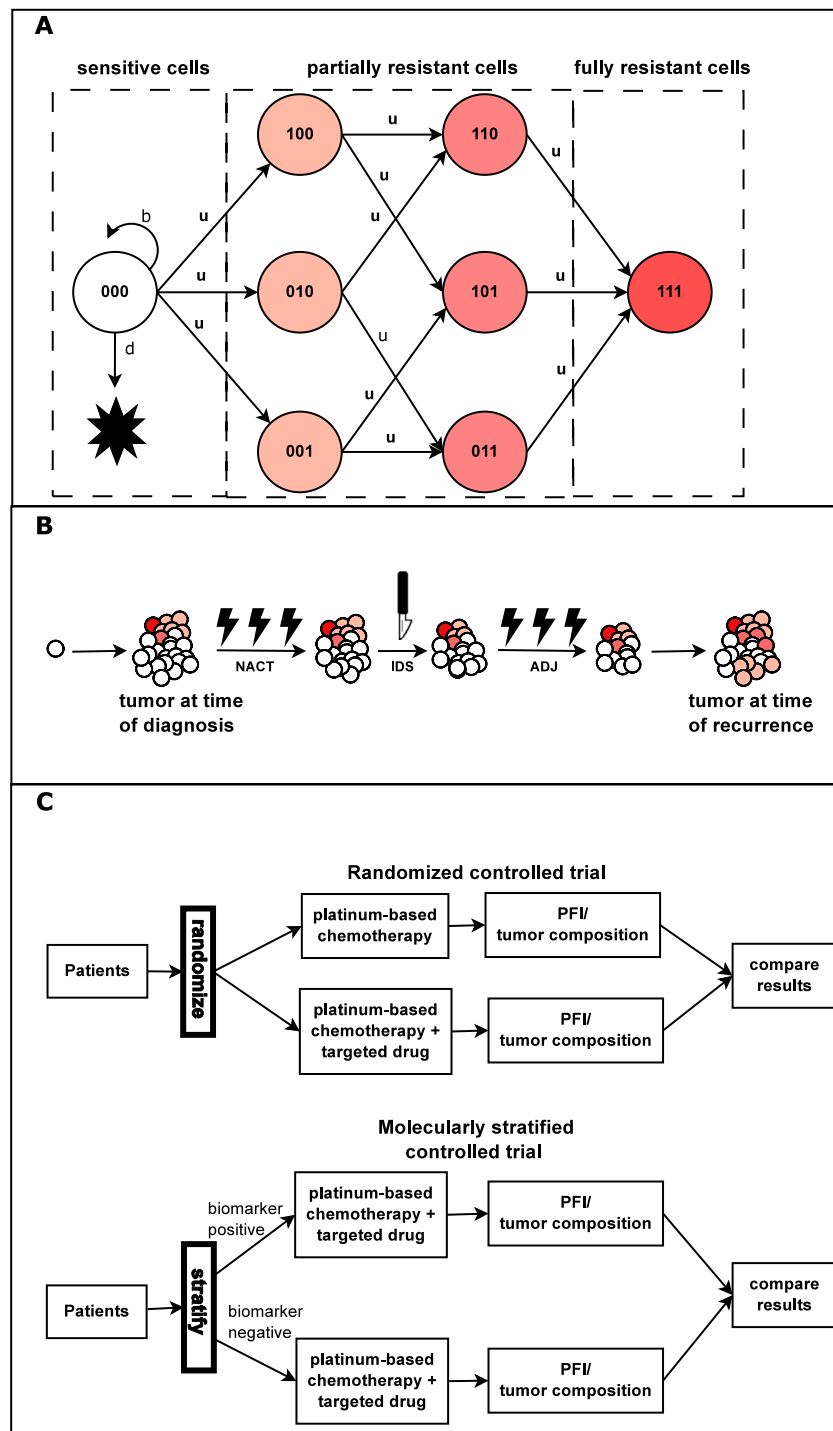 A
sensitive cells
partially resistant cells
fully resistant cells
100
u
110
u
u
u
u
b
u
000
010
101
u
111
u
u
u
d
u
001
u
011
B
NACT
IDS
ADJ
tumor at time
of diagnosis
tumor at time
of recurrence
C
Randomized controlled trial
Patients
randomize
platinum-based
chemotherapy
PFI/
tumor composition
platinum-based
chemotherapy +
targeted drug
PFI/
tumor composition
compare
results
Molecularly stratified
controlled trial
Patients
stratify
biomarker
positive
biomarker
negative
platinum-based
chemotherapy +
targeted drug
PFI/
tumor composition
platinum-based
chemotherapy +
targeted drug
PFI/
tumor composition
compare
results